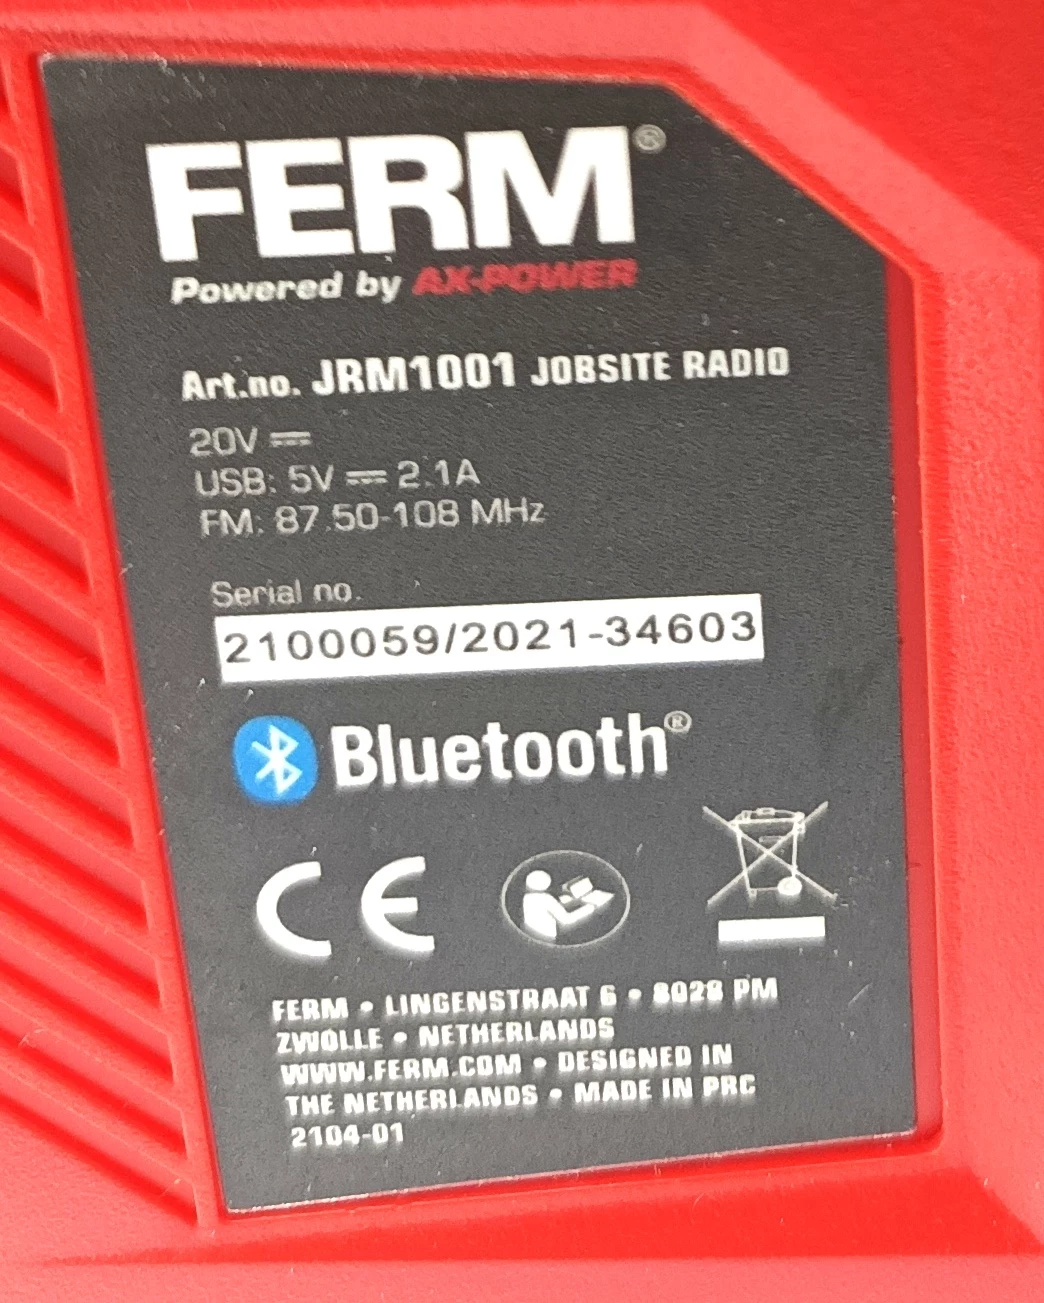 FERM®
Powered by AX-POWER
Art.no. JRM1001 JOBSITE RADIO
20V ⎓
USB: 5V ⎓ 2.1A
FM: 87.50-108 MHz
Serial no.
2100059/2021-34603
Bluetooth®
CE
FERM • LINGENSTRAAT 6 • 8028 PM
ZWOLLE • NETHERLANDS
WWW.FERM.COM • DESIGNED IN
THE NETHERLANDS • MADE IN PRC
2104-01